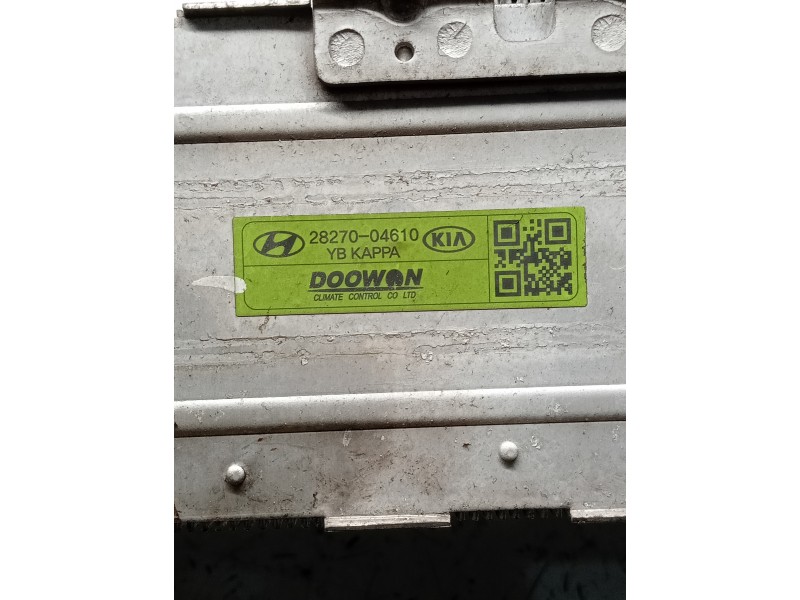 28270-04610 KIA
YB KAPPA
DOOWON
CLIMATE CONTROL CO LTD